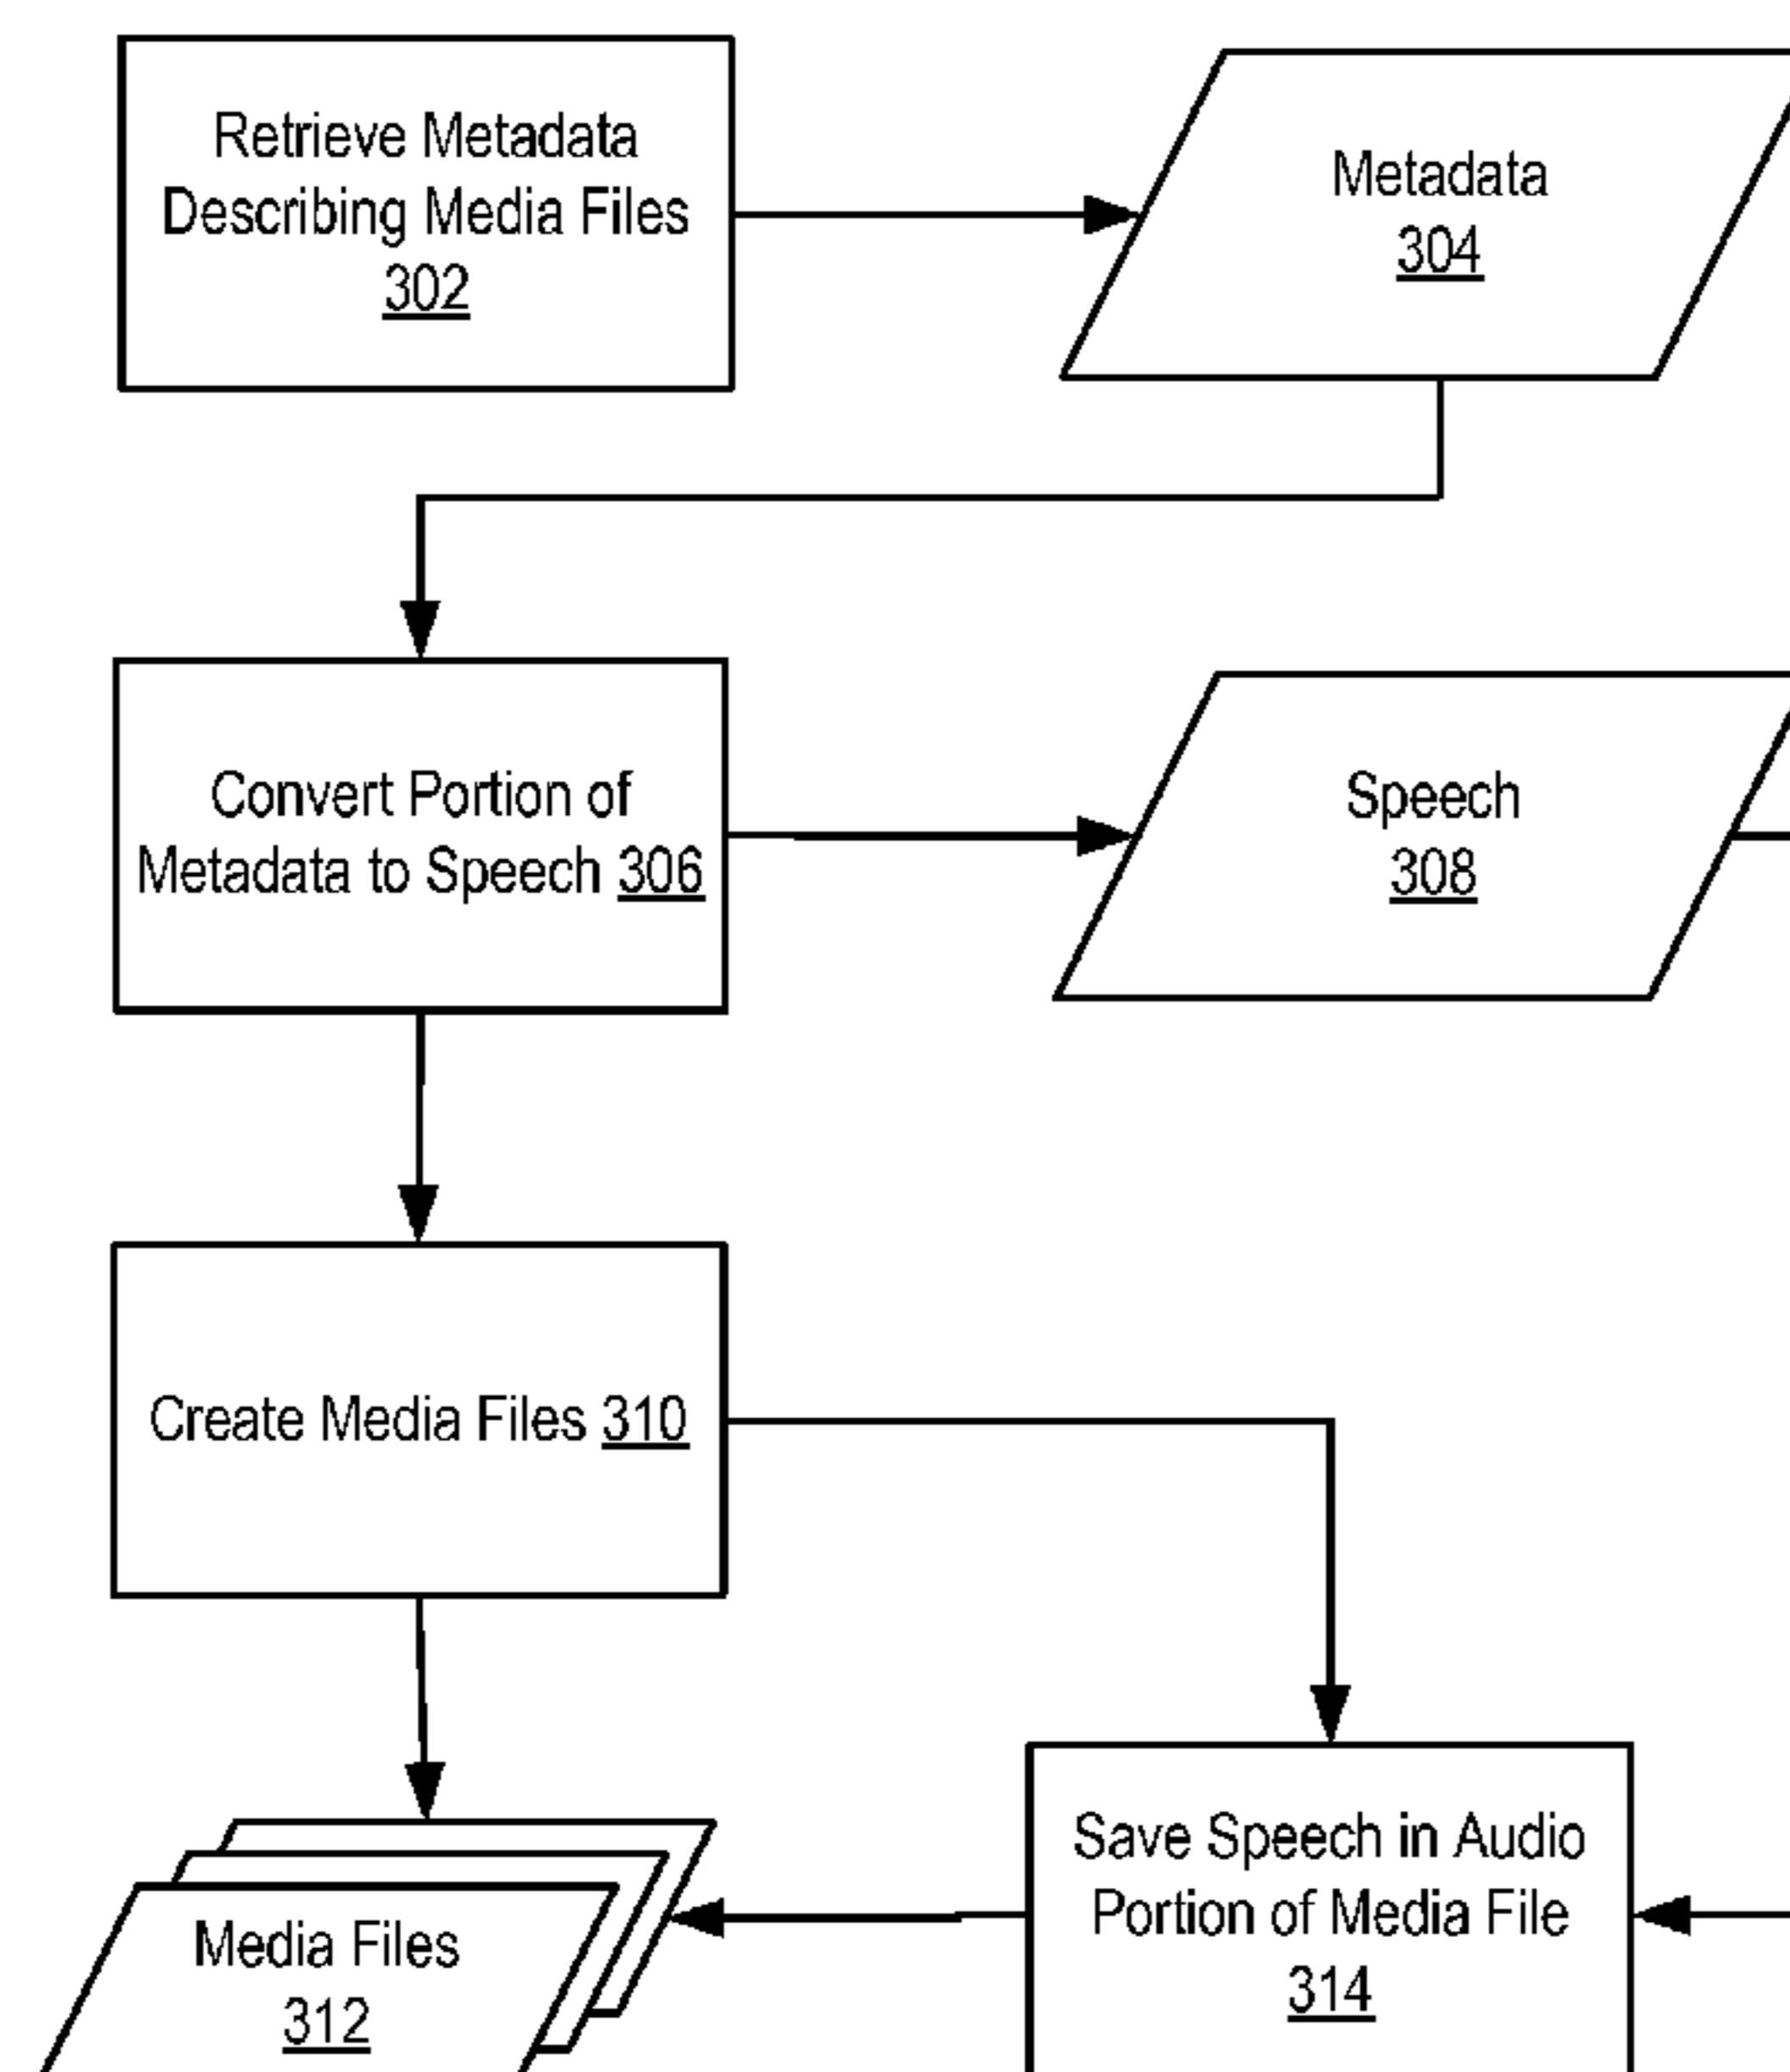 Retrieve Metadata
Describing Media Files
302
Metadata
304
Convert Portion of
Metadata to Speech 306
Speech
308
Create Media Files 310
Save Speech in Audio
Portion of Media File
314
Media Files
312